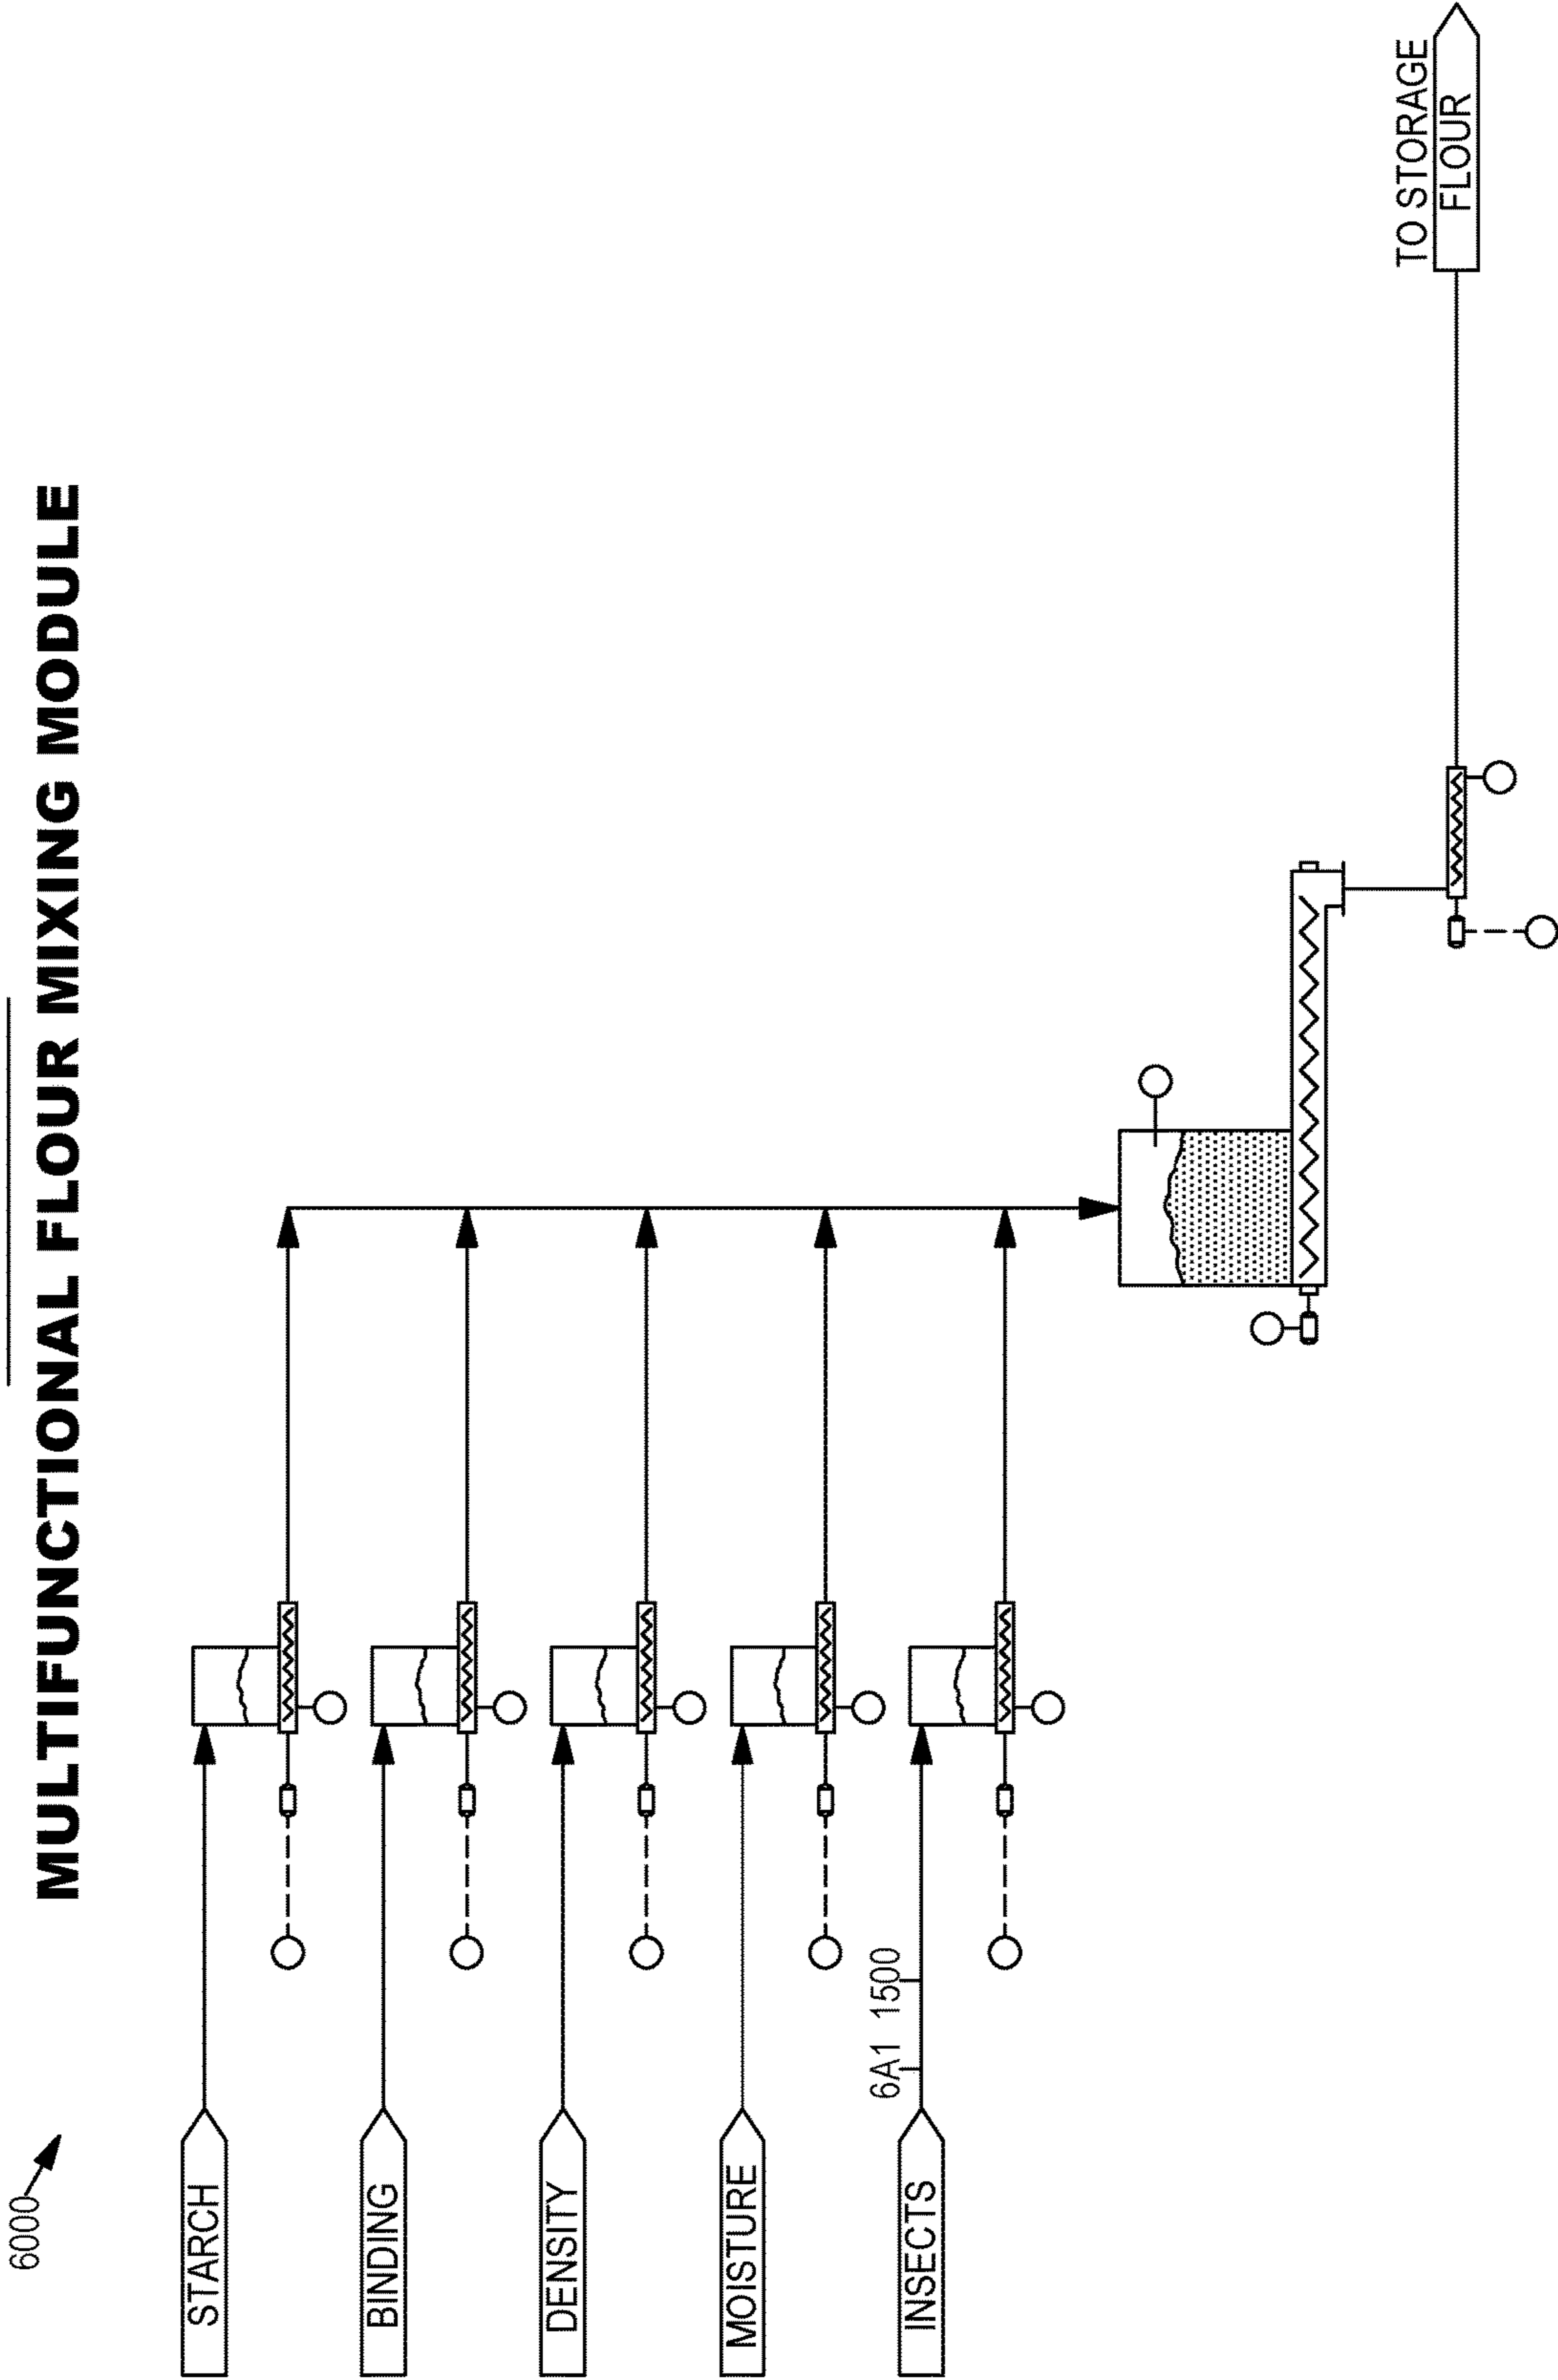 6000
MULTIFUNCTIONAL FLOUR MIXING MODULE
STARCH
BINDING
DENSITY
MOISTURE
6A1 1500
INSECTS
TO STORAGE
FLOUR